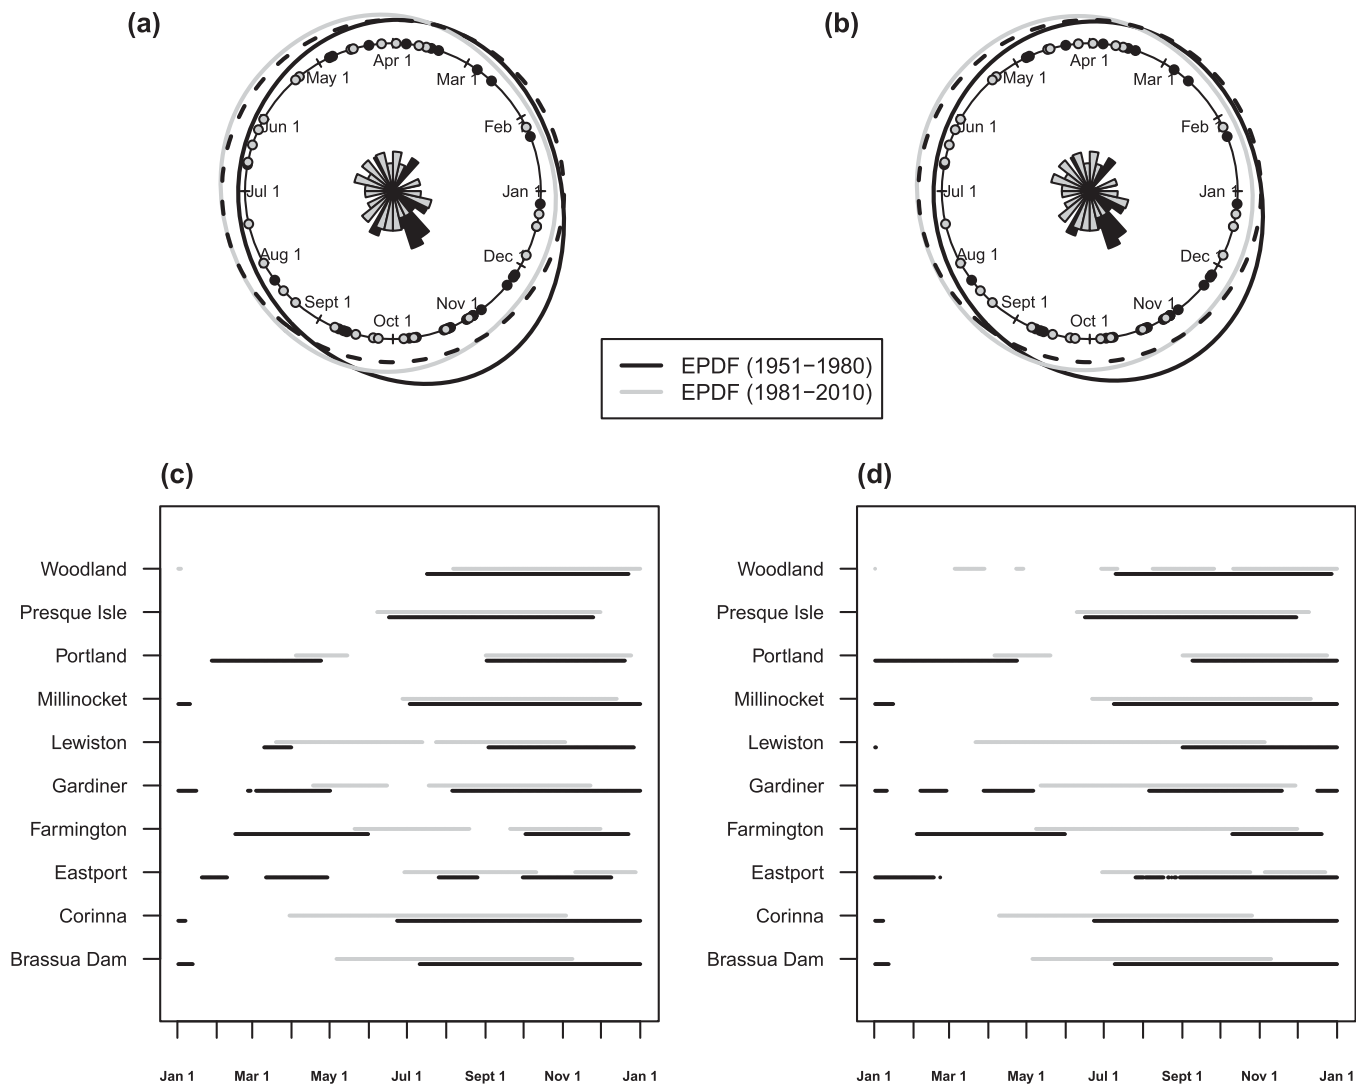 (a)
Apr 1
May 1
Mar 1
Jun 1
Feb 1
Jul 1
Jan 1
Aug 1
Dec 1
Sept 1
Nov 1
Oct 1
(b)
Apr 1
May 1
Mar 1
Jun 1
Feb 1
Jul 1
Jan 1
Aug 1
Dec 1
Sept 1
Nov 1
Oct 1
EPDF (1951−1980)
EPDF (1981−2010)
(c)
Woodland
Presque Isle
Portland
Millinocket
Lewiston
Gardiner
Farmington
Eastport
Corinna
Brassua Dam
Jan 1 Mar 1 May 1 Jul 1 Sept 1 Nov 1 Jan 1
(d)
Woodland
Presque Isle
Portland
Millinocket
Lewiston
Gardiner
Farmington
Eastport
Corinna
Brassua Dam
Jan 1 Mar 1 May 1 Jul 1 Sept 1 Nov 1 Jan 1